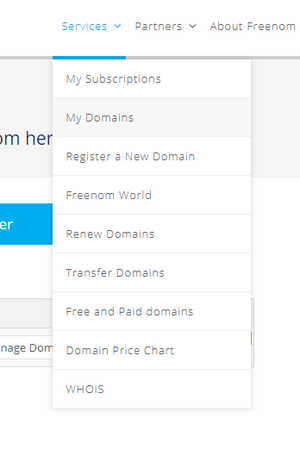 Services Partners About Freenom
My Subscriptions
My Domains
om her
Register a New Domain
Freenom World
er
Renew Domains
Transfer Domains
Free and Paid domains
nage Dom
Domain Price Chart
WHOIS